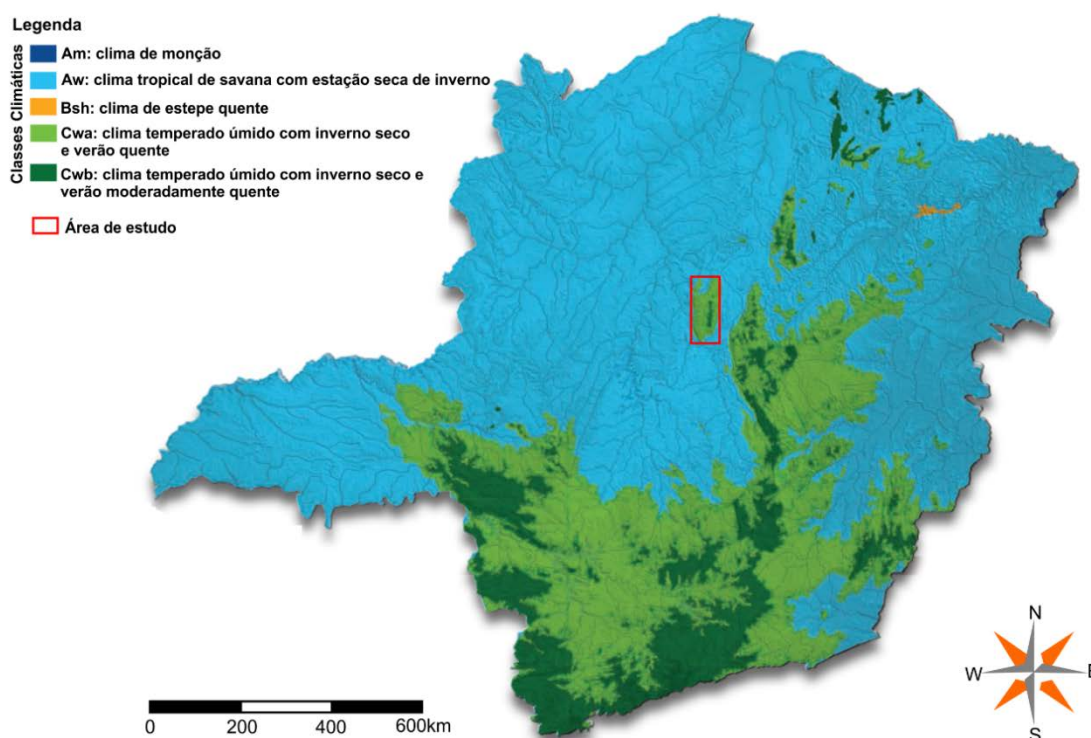 Legenda
Classes Climáticas
Am: clima de monção
Aw: clima tropical de savana com estação seca de inverno
Bsh: clima de estepe quente
Cwa: clima temperado úmido com inverno seco
e verão quente
Cwb: clima temperado úmido com inverno seco e
verão moderadamente quente
Área de estudo
N
W
E
S
0 200 400 600km